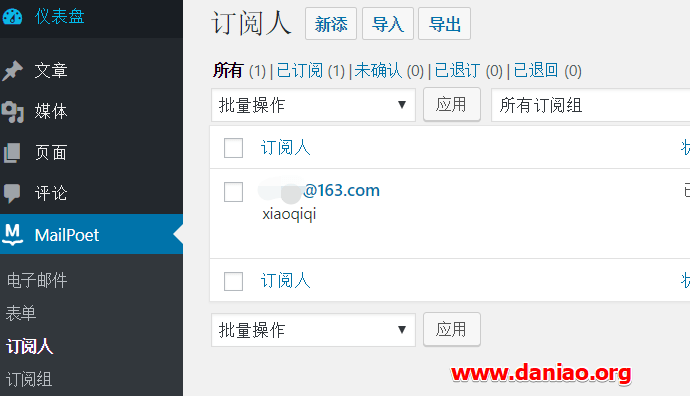 仪表盘
文章
媒体
页面
评论
MailPoet
电子邮件
表单
订阅人
订阅组
订阅人 新添 导入 导出
所有 (1) | 已订阅 (1) | 未确认 (0) | 已退订 (0) | 已退回 (0)
批量操作 应用 所有订阅组
订阅人
@163.com
xiaoqiqi
订阅人
批量操作 应用
www.daniao.org